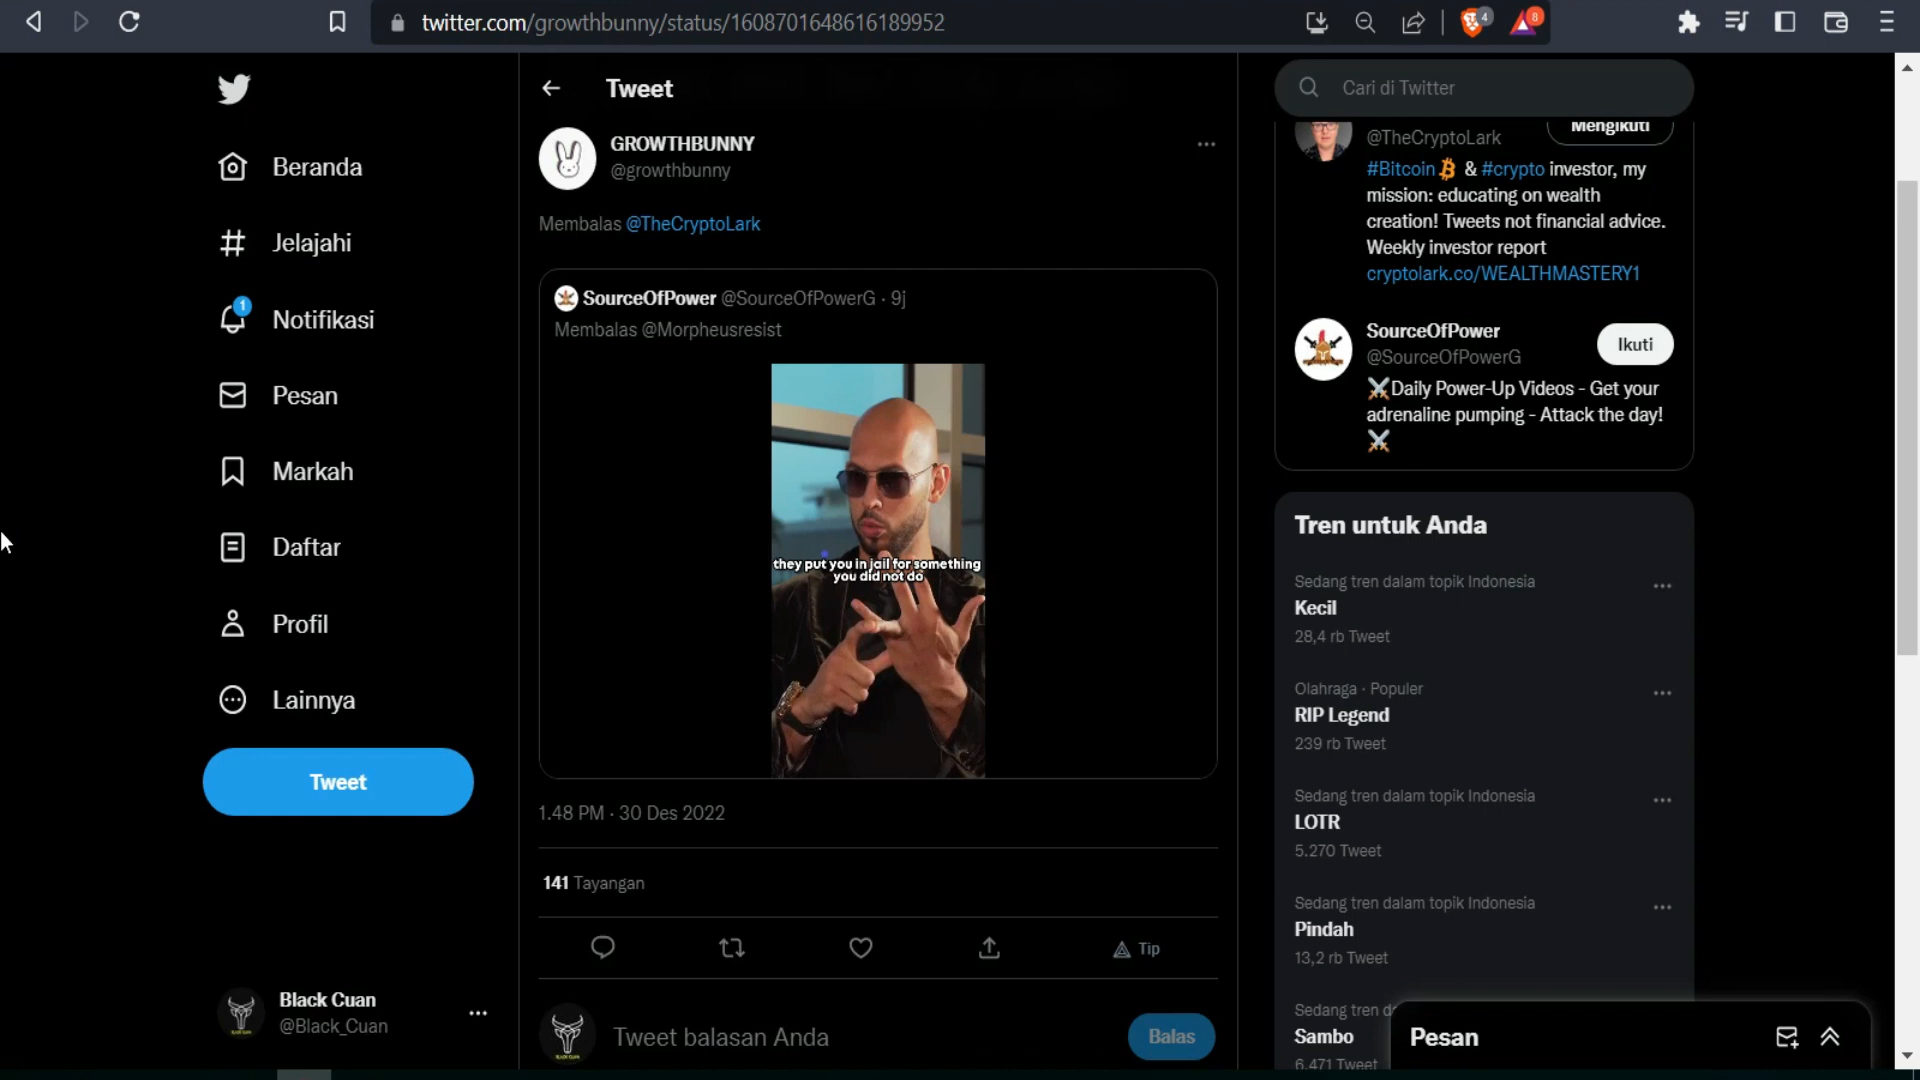 twitter.com/growthbunny/status/1608701648616189952
4
8
Beranda
Jelajahi
1
Notifikasi
Pesan
Markah
Daftar
Profil
Lainnya
Tweet
Black Cuan
@Black_Cuan
Tweet
GROWTHBUNNY
@growthbunny
Membalas @TheCryptoLark
SourceOfPower @SourceOfPowerG · 9j
Membalas @Morpheusresist
they put you in jail for something
you did not do
1.48 PM · 30 Des 2022
141 Tayangan
Tip
Tweet balasan Anda
Balas
Cari di Twitter
@TheCryptoLark
Mengikuti
#Bitcoin & #crypto investor, my
mission: educating on wealth
creation! Tweets not financial advice.
Weekly investor report
cryptolark.co/WEALTHMASTERY1
SourceOfPower
@SourceOfPowerG
Ikuti
⚔️Daily Power-Up Videos - Get your
adrenaline pumping - Attack the day!
⚔️
Tren untuk Anda
Sedang tren dalam topik Indonesia
Kecil
28,4 rb Tweet
Olahraga · Populer
RIP Legend
239 rb Tweet
Sedang tren dalam topik Indonesia
LOTR
5.270 Tweet
Sedang tren dalam topik Indonesia
Pindah
13,2 rb Tweet
Sedang tren d
Sambo
6.471 Tweet
Pesan